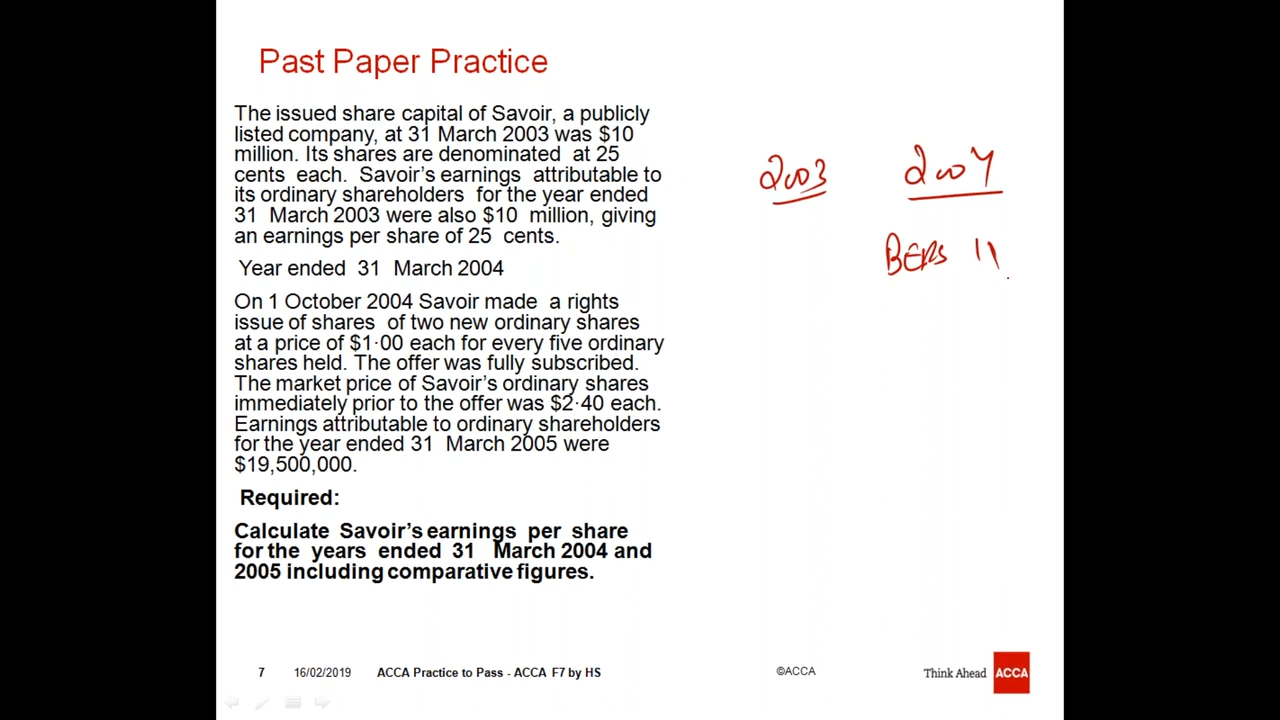 Past Paper Practice
The issued share capital of Savoir, a publicly
listed company, at 31 March 2003 was $10
million. Its shares are denominated at 25
cents each. Savoir's earnings attributable to
its ordinary shareholders for the year ended
31 March 2003 were also $10 million, giving
an earnings per share of 25 cents.
Year ended 31 March 2004
On 1 October 2004 Savoir made a rights
issue of shares of two new ordinary shares
at a price of $1·00 each for every five ordinary
shares held. The offer was fully subscribed.
The market price of Savoir's ordinary shares
immediately prior to the offer was $2·40 each.
Earnings attributable to ordinary shareholders
for the year ended 31 March 2005 were
$19,500,000.
Required:
Calculate Savoir's earnings per share
for the years ended 31 March 2004 and
2005 including comparative figures.
2003 2004
BEPS
7 16/02/2019 ACCA Practice to Pass - ACCA F7 by HS ©ACCA Think Ahead ACCA